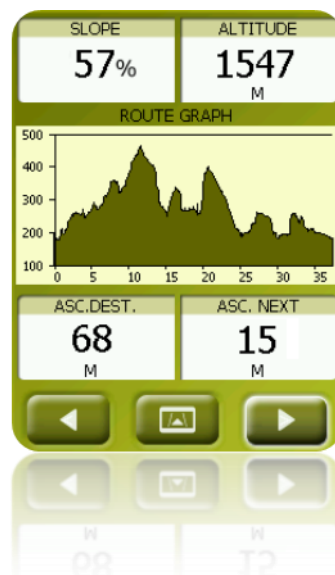 SLOPE ALTITUDE
57% 1547
M
ROUTE GRAPH
500
400
300
200
100
0 5 10 15 20 25 30 35
ASC.DEST. ASC. NEXT
68 15
M M